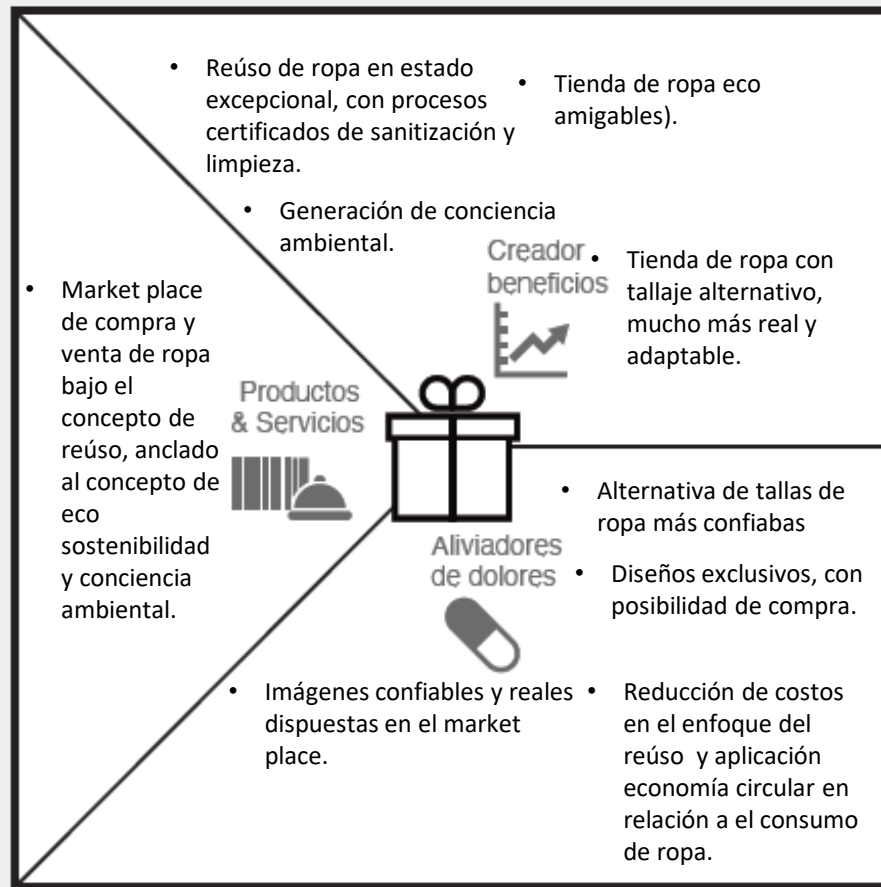 • Reúso de ropa en estado
excepcional, con procesos
certificados de sanitización y
limpieza.
• Tienda de ropa eco
amigables).
• Generación de conciencia
ambiental.
Creador
beneficios
• Tienda de ropa con
tallaje alternativo,
mucho más real y
adaptable.
• Market place
de compra y
venta de ropa
bajo el
concepto de
reúso, anclado
al concepto de
eco
sostenibilidad
y conciencia
ambiental.
Productos
& Servicios
Aliviadores
de dolores
• Alternativa de tallas de
ropa más confiabas
• Diseños exclusivos, con
posibilidad de compra.
• Imágenes confiables y reales
dispuestas en el market
place.
• Reducción de costos
en el enfoque del
reúso y aplicación
economía circular en
relación a el consumo
de ropa.